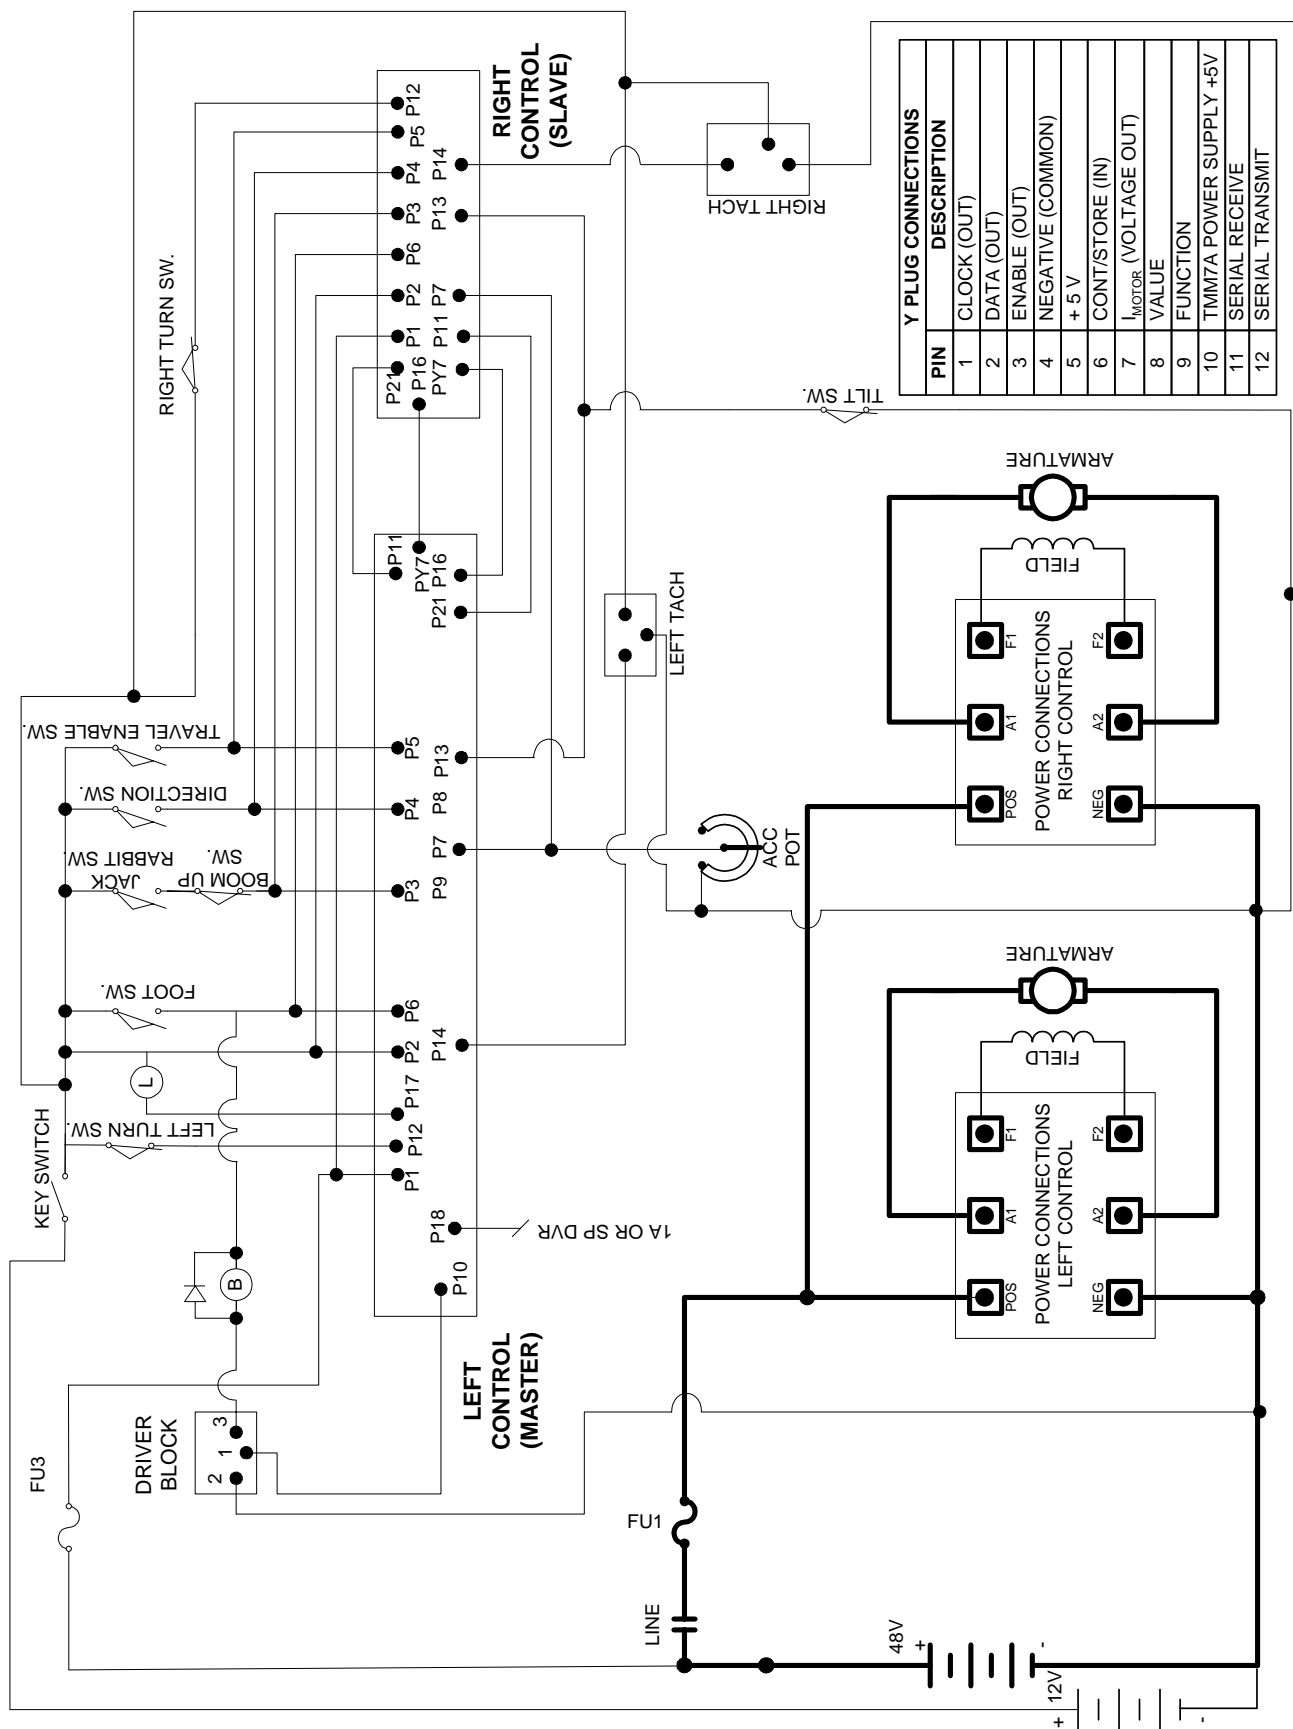 RIGHT TURN SW.
RIGHT
CONTROL
(SLAVE)
P12
P5
P4
P14
P3
P13
P6
P2
P7
P1
P11
P21
P16
PY7
RIGHT TACH
Y PLUG CONNECTIONS
PIN DESCRIPTION
1 CLOCK (OUT)
2 DATA (OUT)
3 ENABLE (OUT)
4 NEGATIVE (COMMON)
5 + 5 V
6 CONT/STORE (IN)
7 IMOTOR (VOLTAGE OUT)
8 VALUE
9 FUNCTION
10 TMM7A POWER SUPPLY +5V
11 SERIAL RECEIVE
12 SERIAL TRANSMIT
TILT SW.
P11
PY7
P16
P21
LEFT TACH
ARMATURE
FIELD
F1
F2
A1
A2
POS
NEG
POWER CONNECTIONS
RIGHT CONTROL
TRAVEL ENABLE SW.
DIRECTION SW.
RABBIT SW.
JACK
BOOM UP
SW.
FOOT SW.
P5
P13
P4
P8
P7
P3
P9
P6
P2
P14
P17
P12
P1
P18
P10
ACC
POT
L
LEFT TURN SW.
KEY SWITCH
1A OR SP DVR
B
LEFT
CONTROL
(MASTER)
DRIVER
BLOCK
3
1
2
FU3
ARMATURE
FIELD
F1
F2
A1
A2
POS
NEG
POWER CONNECTIONS
LEFT CONTROL
FU1
LINE
48V
+
-
12V
+
-